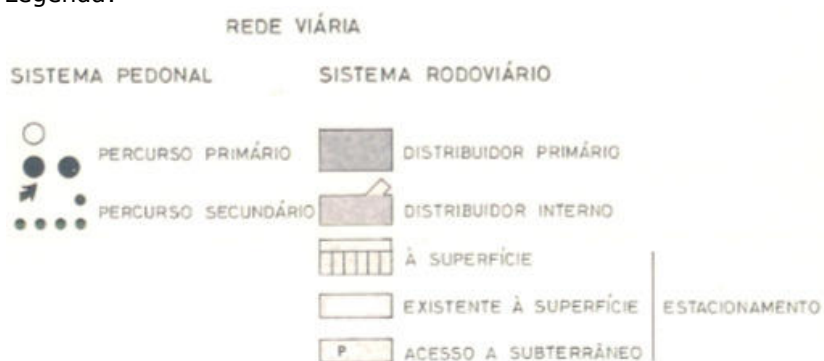 Legenda:
REDE VIÁRIA
SISTEMA PEDONAL
SISTEMA RODOVIÁRIO
PERCURSO PRIMÁRIO
DISTRIBUIDOR PRIMÁRIO
PERCURSO SECUNDÁRIO
DISTRIBUIDOR INTERNO
À SUPERFÍCIE
EXISTENTE À SUPERFÍCIE
ESTACIONAMENTO
P
ACESSO A SUBTERRÂNEO